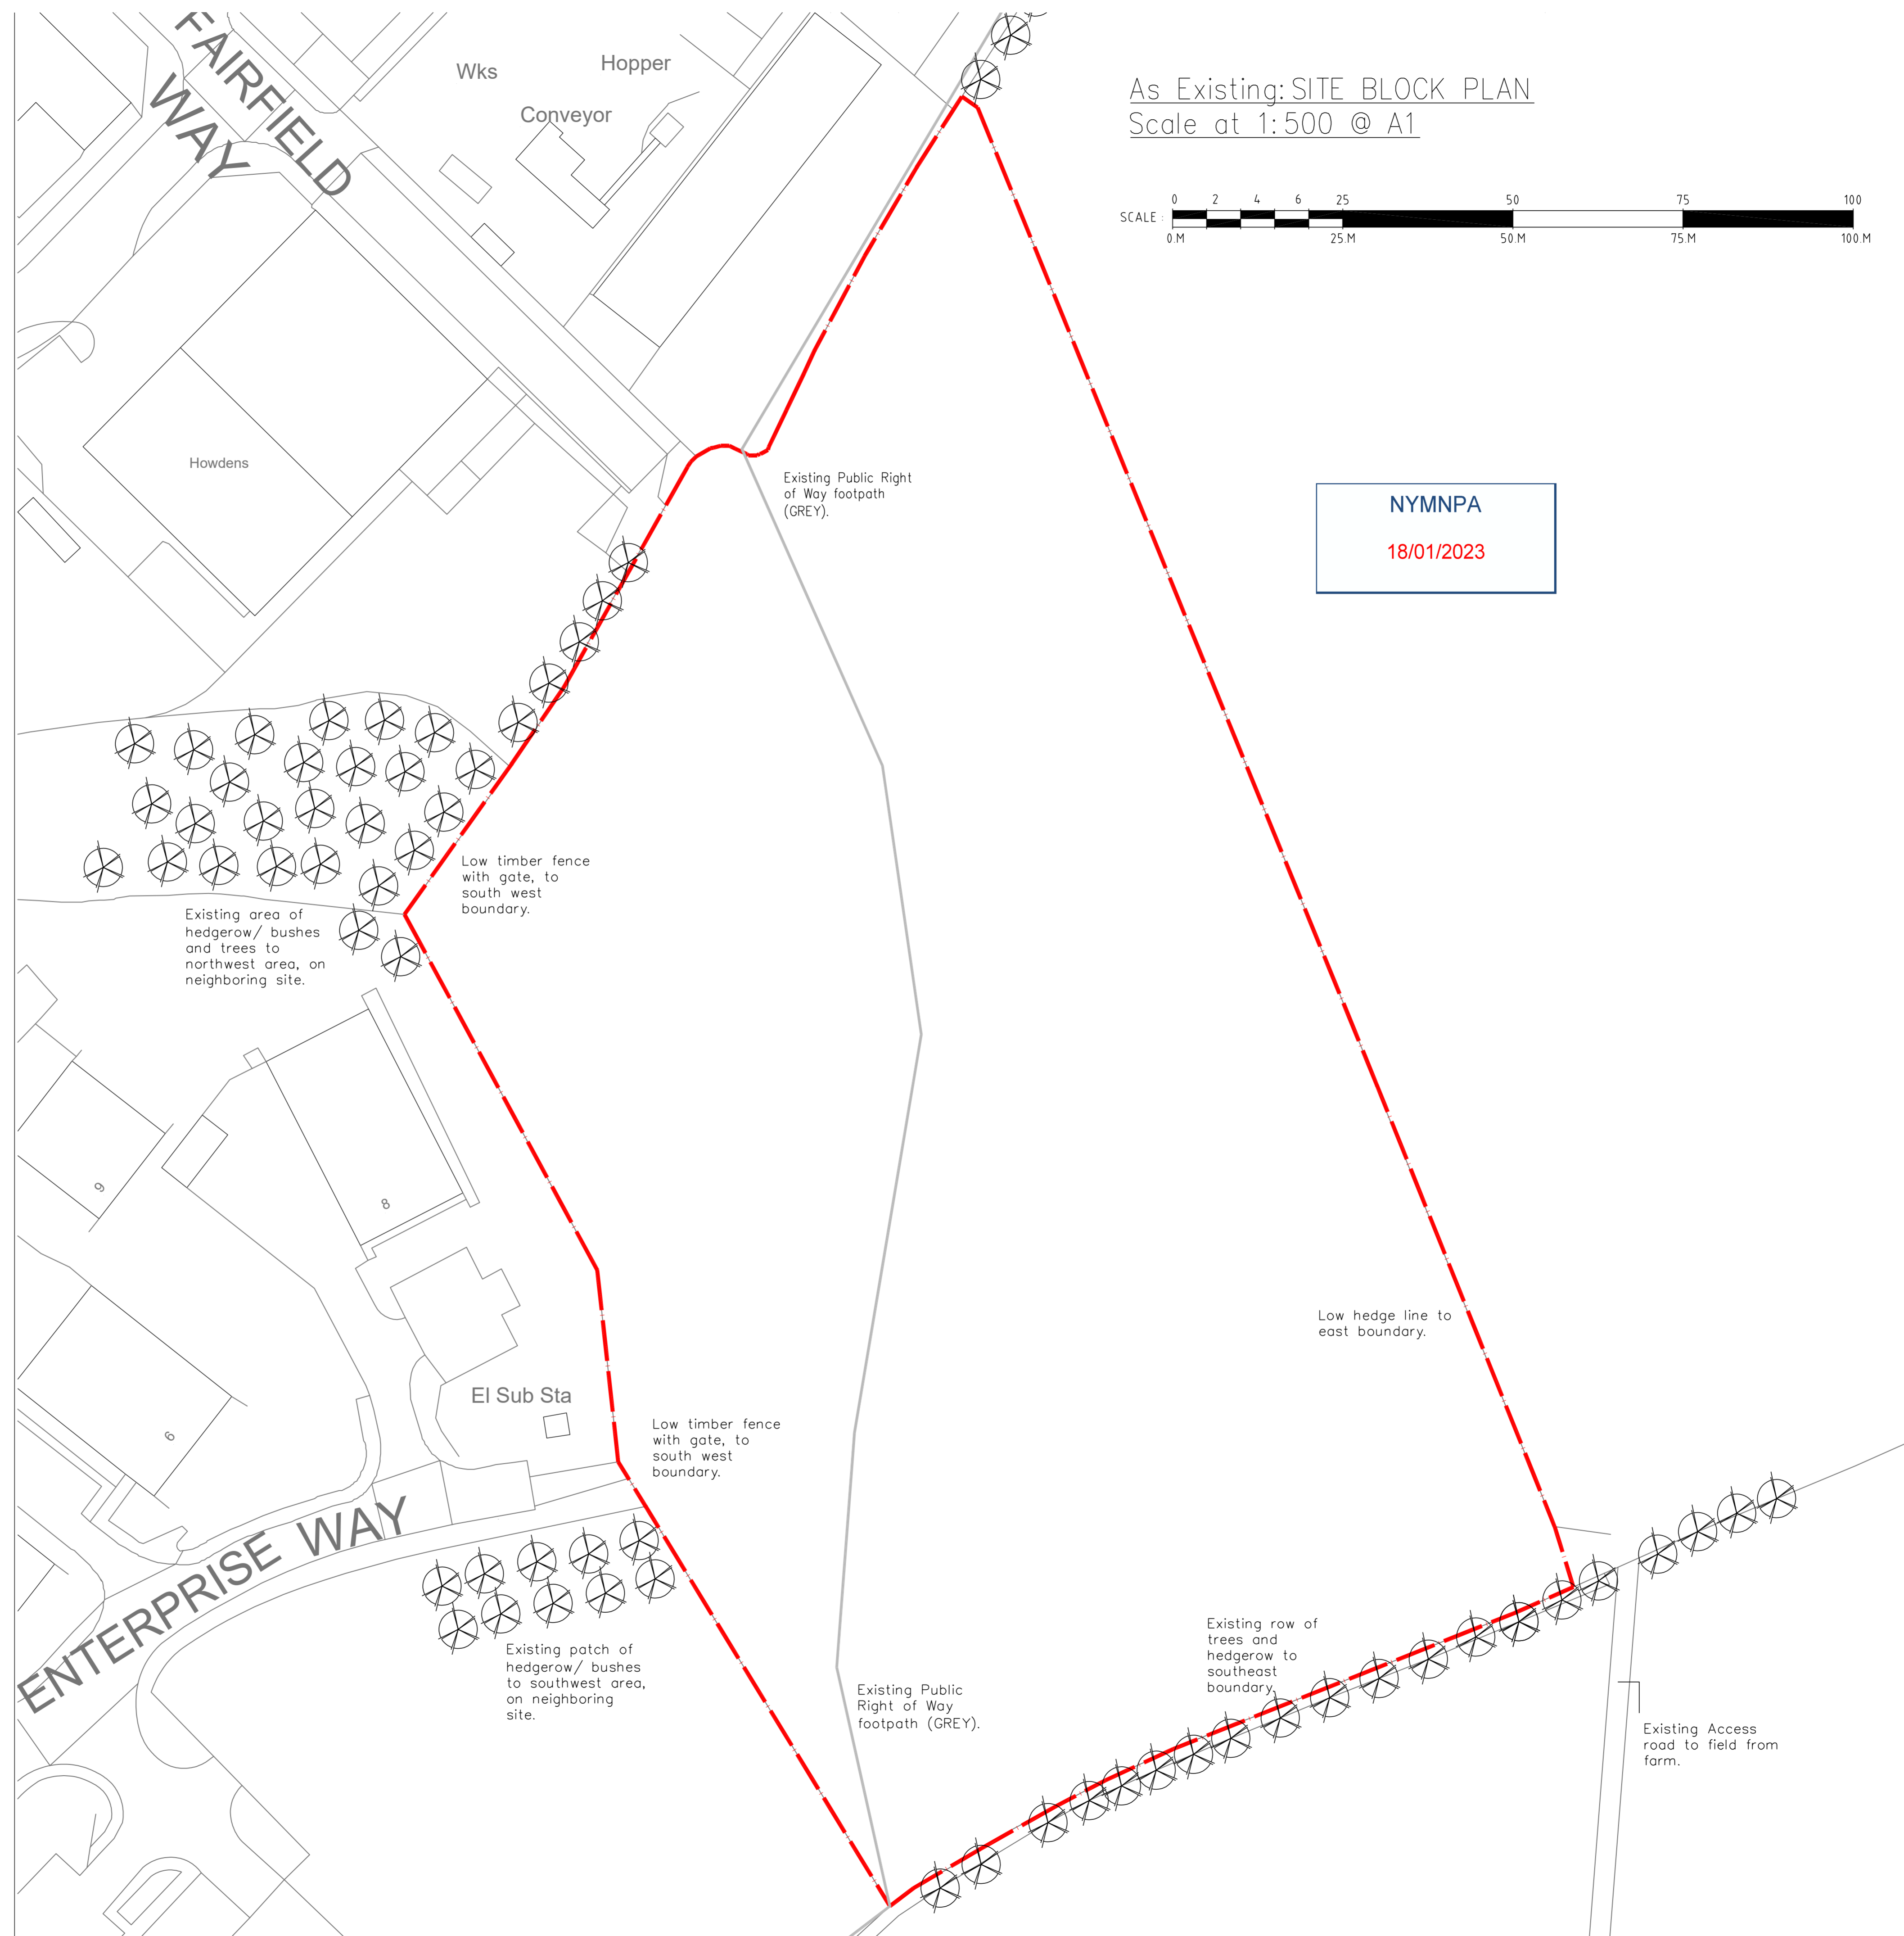 FAIRFIELD
WAY
Wks
Hopper
Conveyor
As Existing: SITE BLOCK PLAN
Scale at 1:500 @ A1
SCALE :
0 2 4 6 25 50 75 100
0.M 25.M 50.M 75.M 100.M
Howdens
Existing Public Right
of Way footpath
(GREY).
NYMNPA
18/01/2023
Low timber fence
with gate, to
south west
boundary.
Existing area of
hedgerow/ bushes
and trees to
northwest area, on
neighboring site.
9
8
6
El Sub Sta
Low hedge line to
east boundary.
Low timber fence
with gate, to
south west
boundary.
ENTERPRISE WAY
Existing patch of
hedgerow/ bushes
to southwest area,
on neighboring
site.
Existing Public
Right of Way
footpath (GREY).
Existing row of
trees and
hedgerow to
southeast
boundary.
Existing Access
road to field from
farm.